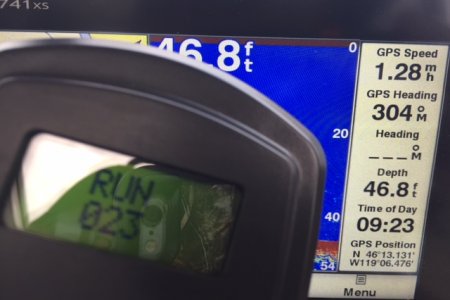 741xs
46.8 ft
0
20
40
54
GPS Speed
1.28 mh
GPS Heading
304 °M
Heading
--- °M
Depth
46.8 ft
Time of Day
09:23
GPS Position
N 46°13.131'
W119°06.476'
Menu
RUN
023